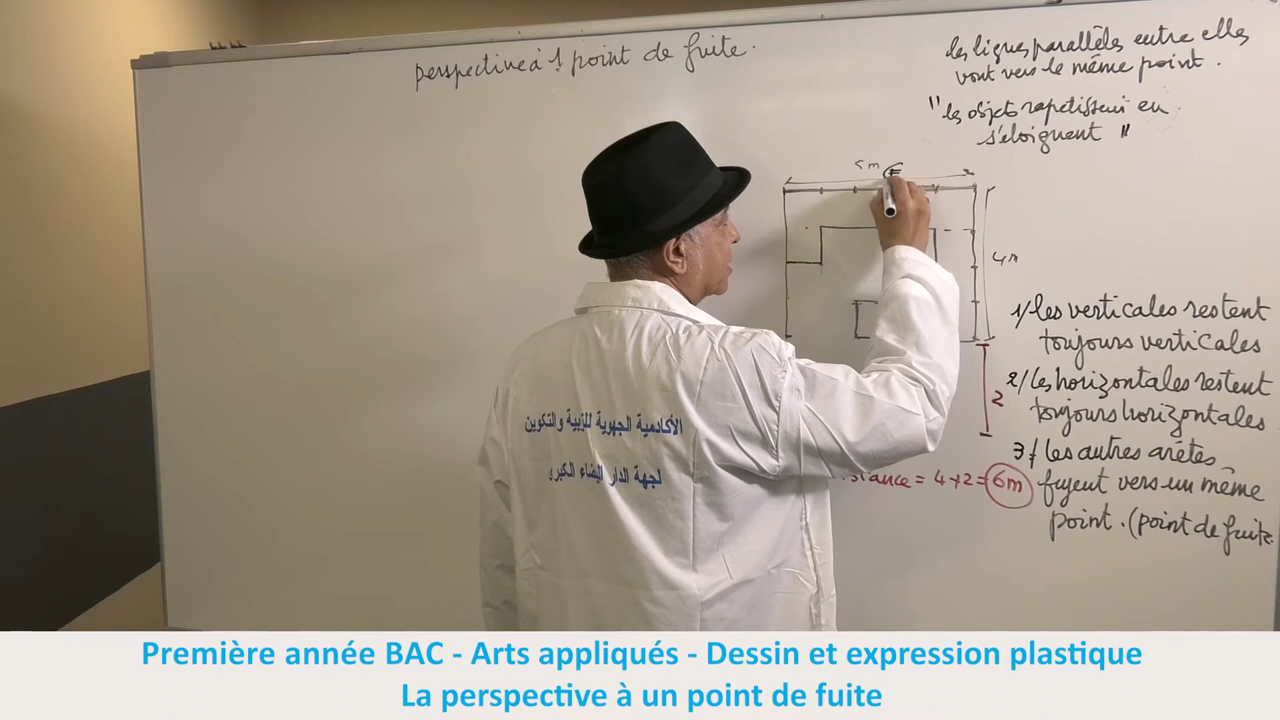 perspective à 1 point de fuite.
les lignes parallèles entre elles
vont vers le même point.
"les objets rapetissent en
s'éloignent"
5m
4m
2
= 4+2=6m
1/ les verticales restent
toujours verticales
2/ les horizontales restent
toujours horizontales
3/ les autres arêtes
fuyent vers un même
point. (point de fuite
الأكاديمية الجهوية للتربية والتكوين
لجهة الدار البيضاء الكبرى
Première année BAC - Arts appliqués - Dessin et expression plastique
La perspective à un point de fuite